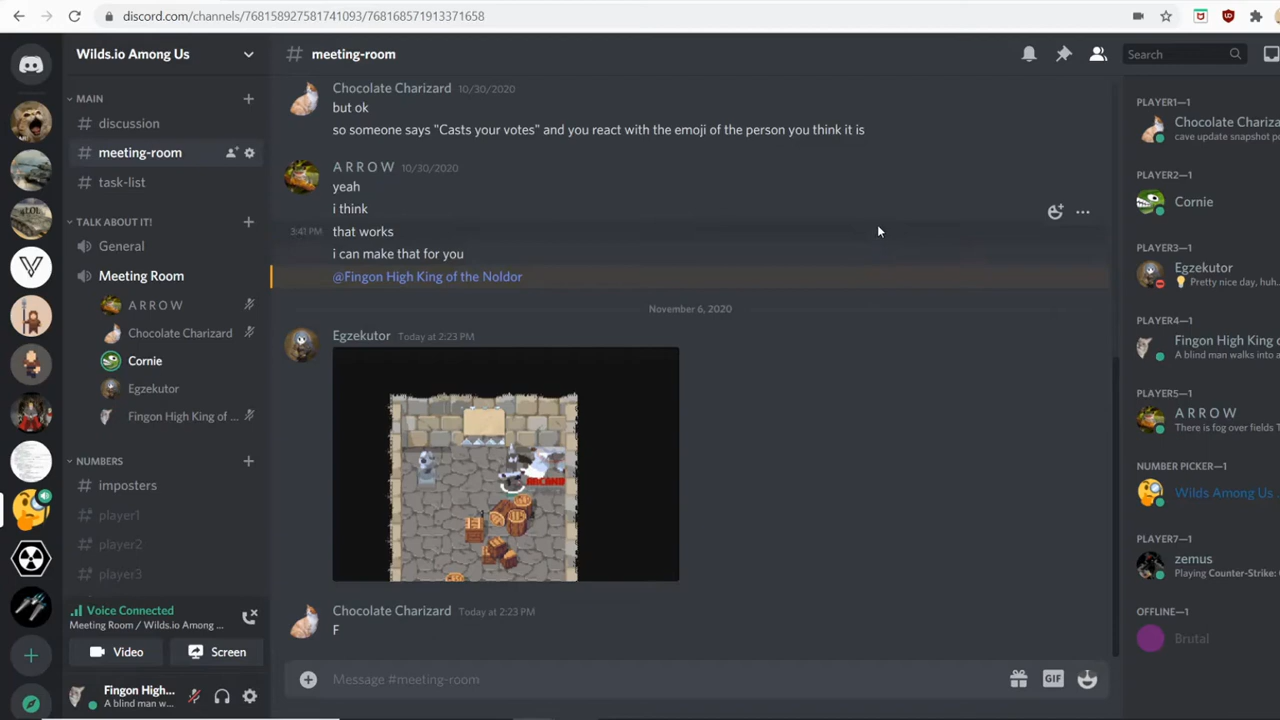 discord.com/channels/768158927581741093/768168571913371658
Wilds.io Among Us
MAIN
discussion
meeting-room
task-list
TALK ABOUT IT!
General
Meeting Room
A R R O W
Chocolate Charizard
Cornie
Egzekutor
Fingon High King of ...
NUMBERS
imposters
player1
player2
player3
Voice Connected
Meeting Room / Wilds.io Among ...
Video
Screen
Fingon High...
A blind man w...
# meeting-room
Search
Chocolate Charizard 10/30/2020
but ok
so someone says "Casts your votes" and you react with the emoji of the person you think it is
A R R O W 10/30/2020
yeah
i think
3:41 PM that works
i can make that for you
@Fingon High King of the Noldor
November 6, 2020
Egzekutor Today at 2:23 PM
Chocolate Charizard Today at 2:23 PM
F
Message #meeting-room
GIF
PLAYER1—1
Chocolate Chariza
cave update snapshot po
PLAYER2—1
Cornie
PLAYER3—1
Egzekutor
Pretty nice day, huh..
PLAYER4—1
Fingon High King o
A blind man walks into a
PLAYER5—1
A R R O W
There is fog over fields T
NUMBER PICKER—1
Wilds Among Us
PLAYER7—1
zemus
Playing Counter-Strike:
OFFLINE—1
Brutal